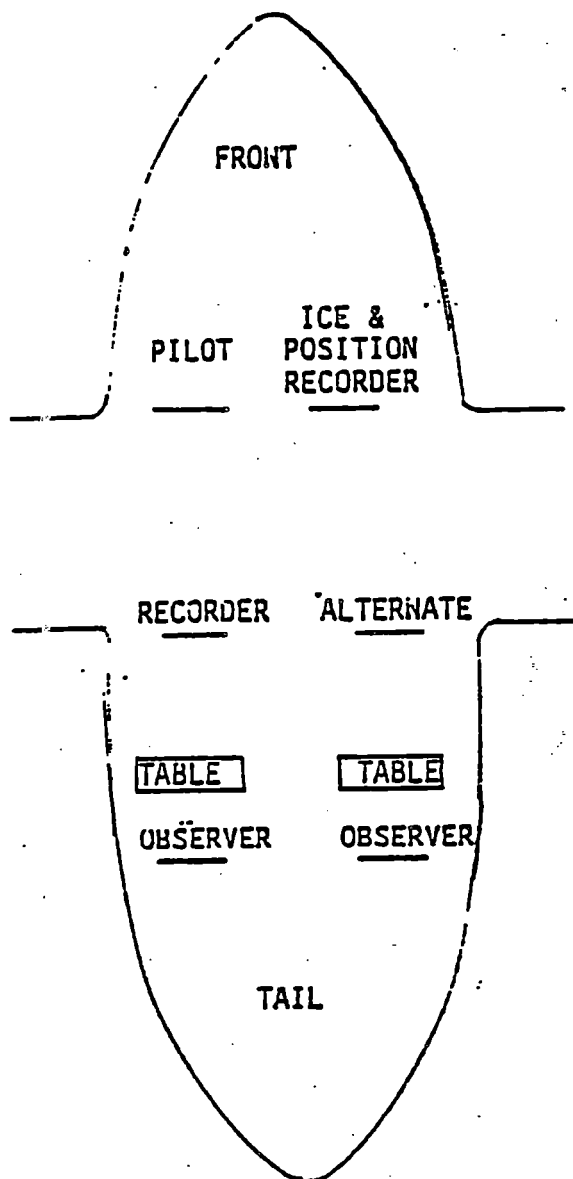 FRONT
PILOT
ICE &
POSITION
RECORDER
RECORDER
ALTERNATE
TABLE
TABLE
OBSERVER
OBSERVER
TAIL